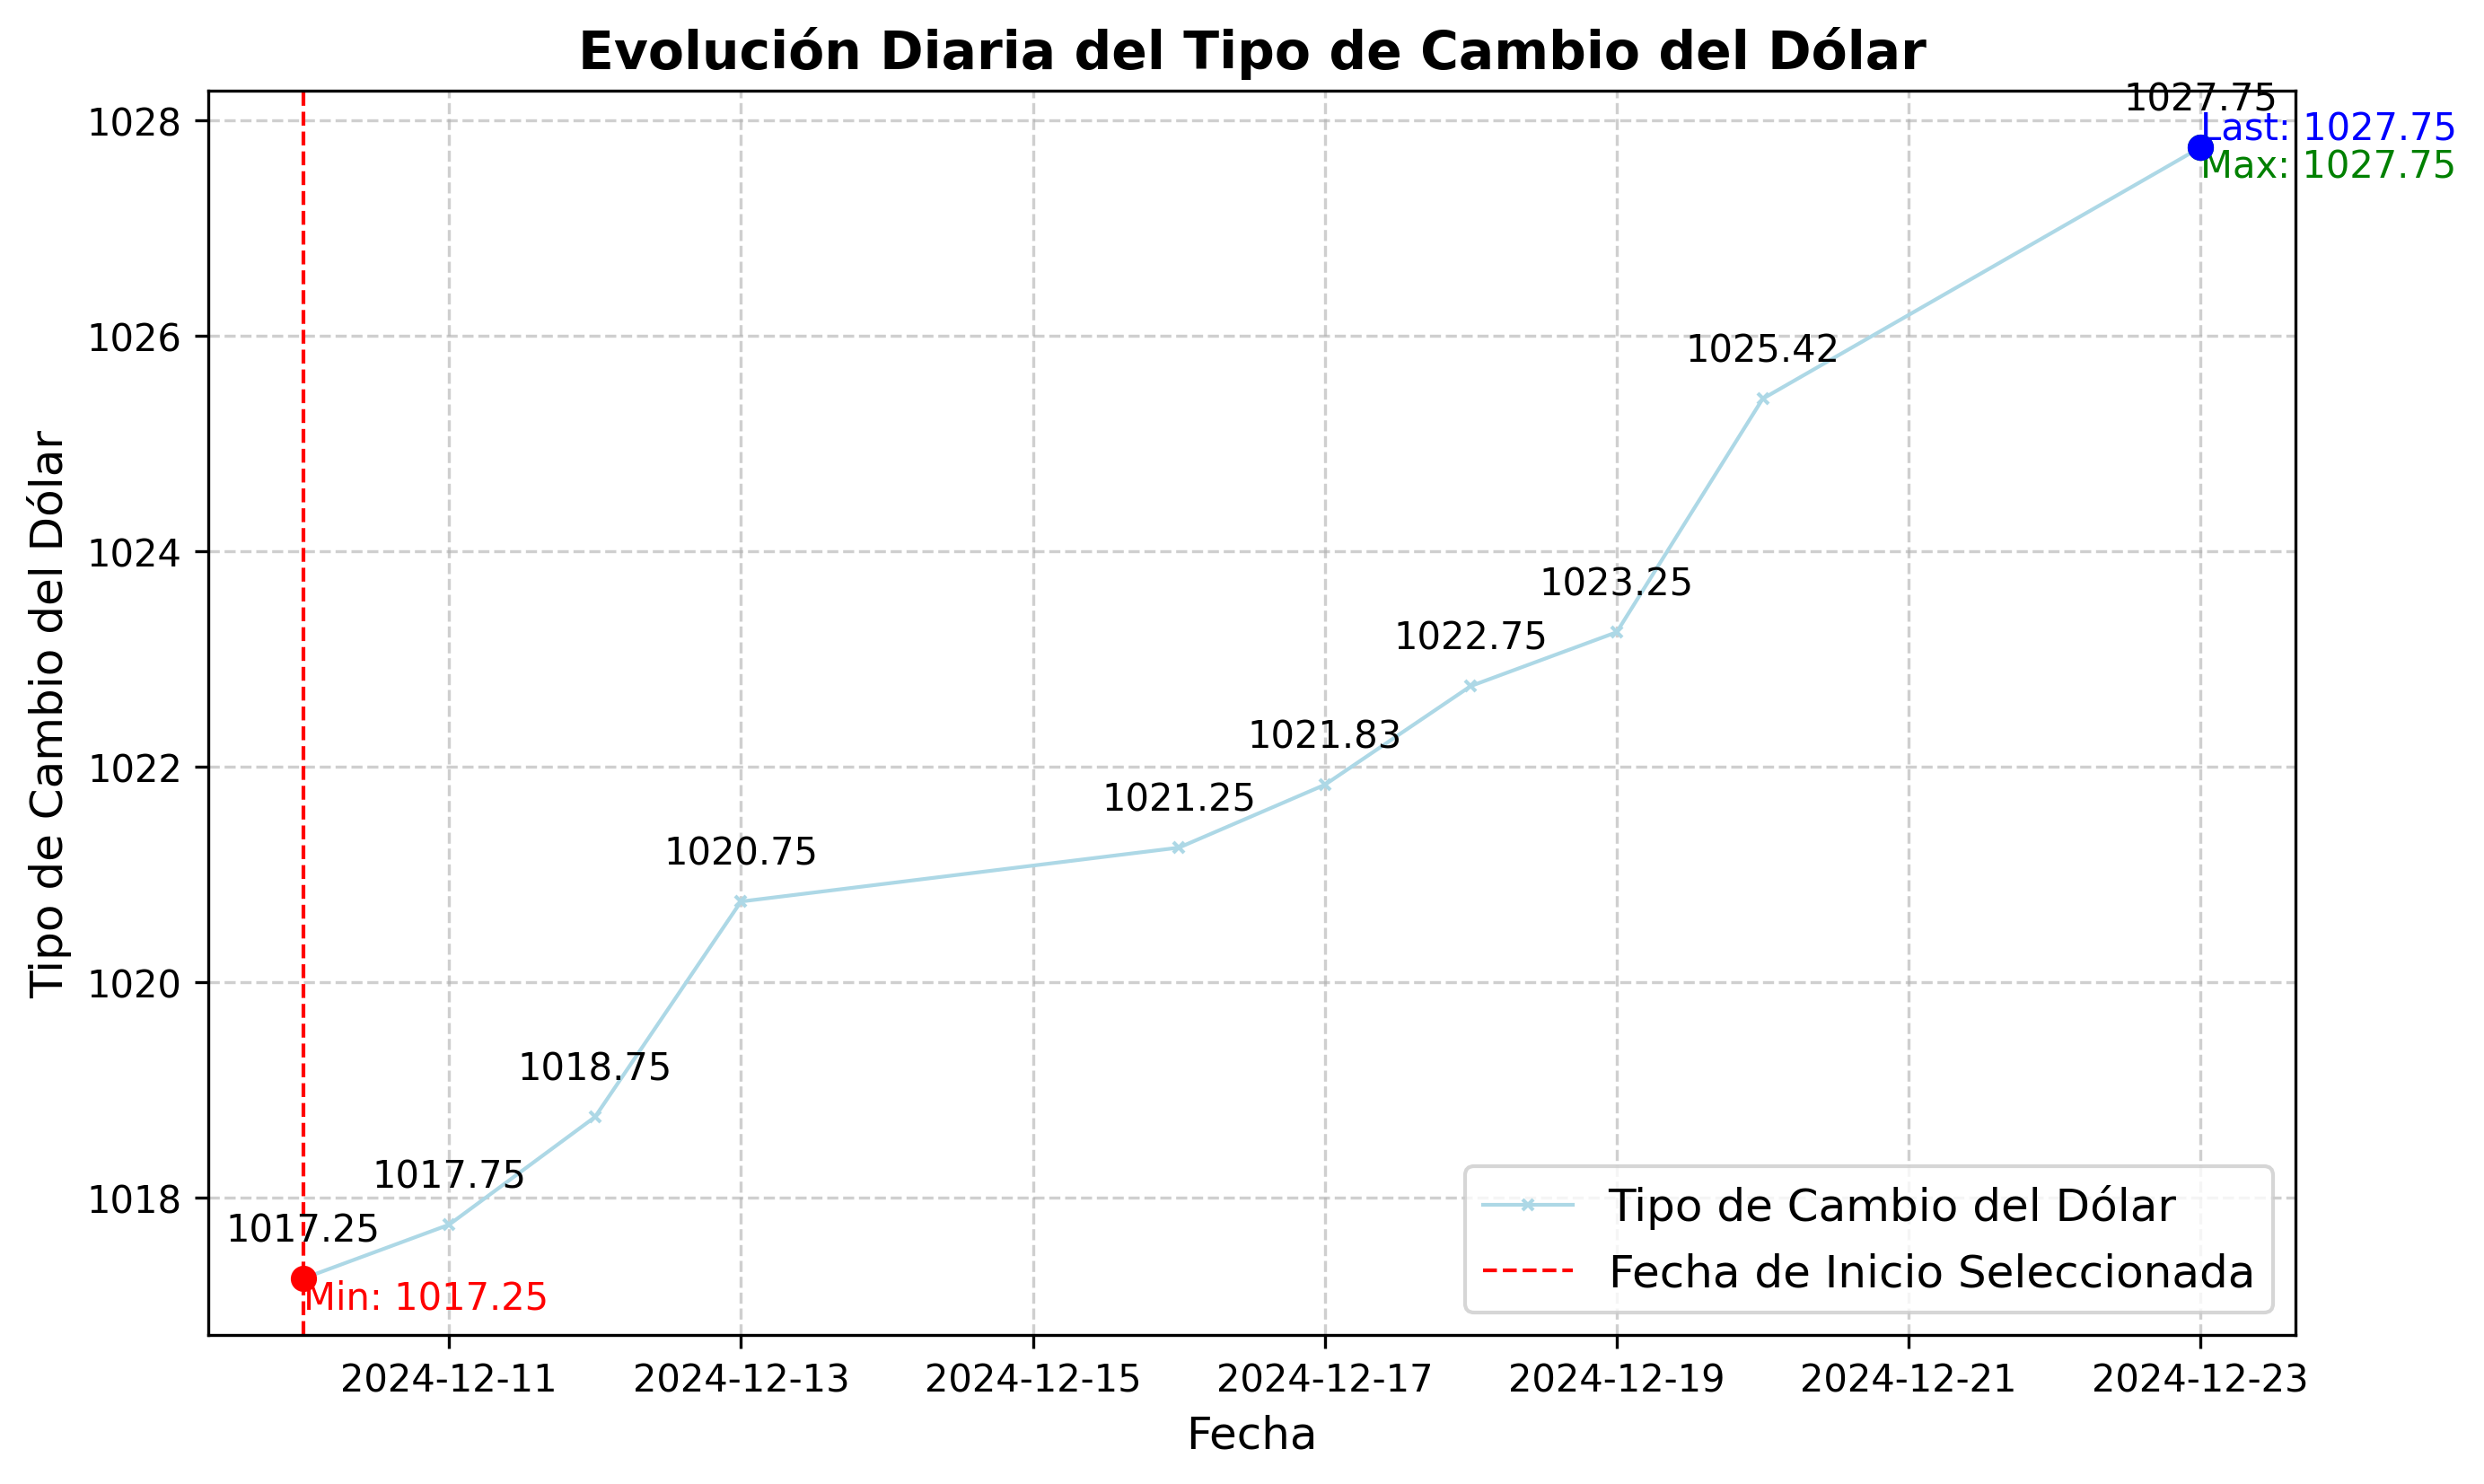 Evolución Diaria del Tipo de Cambio del Dólar
1027.75
Last: 1027.75
Max: 1027.75
1025.42
1023.25
1022.75
1021.83
1021.25
1020.75
1018.75
1017.75
1017.25
Min: 1017.25
1028
1026
1024
1022
1020
1018
Tipo de Cambio del Dólar
Tipo de Cambio del Dólar
Fecha de Inicio Seleccionada
2024-12-11 2024-12-13 2024-12-15 2024-12-17 2024-12-19 2024-12-21 2024-12-23
Fecha